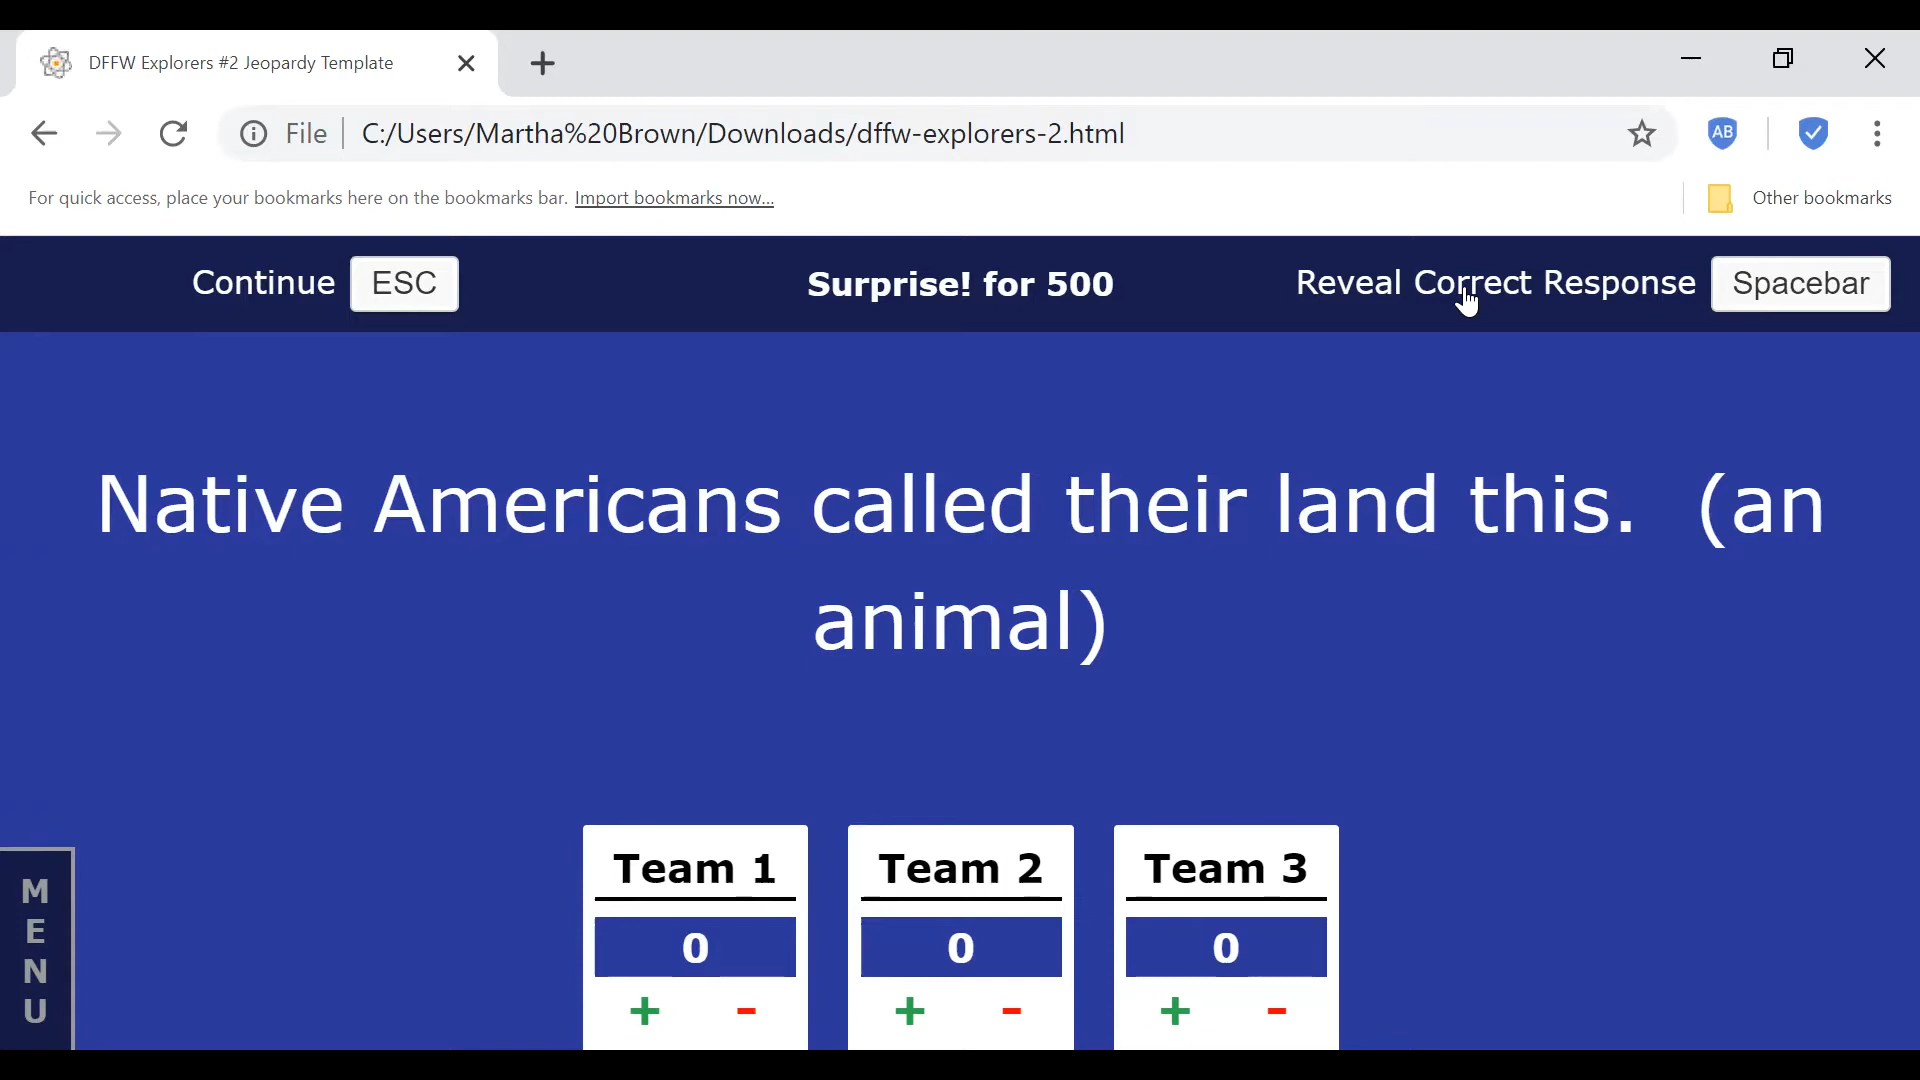 DFFW Explorers #2 Jeopardy Template
File
C:/Users/Martha%20Brown/Downloads/dffw-explorers-2.html
AB
For quick access, place your bookmarks here on the bookmarks bar. Import bookmarks now...
Other bookmarks
Continue ESC
Surprise! for 500
Reveal Correct Response Spacebar
Native Americans called their land this. (an
animal)
Team 1 Team 2 Team 3
0 0 0
+ - + - + -
MENU